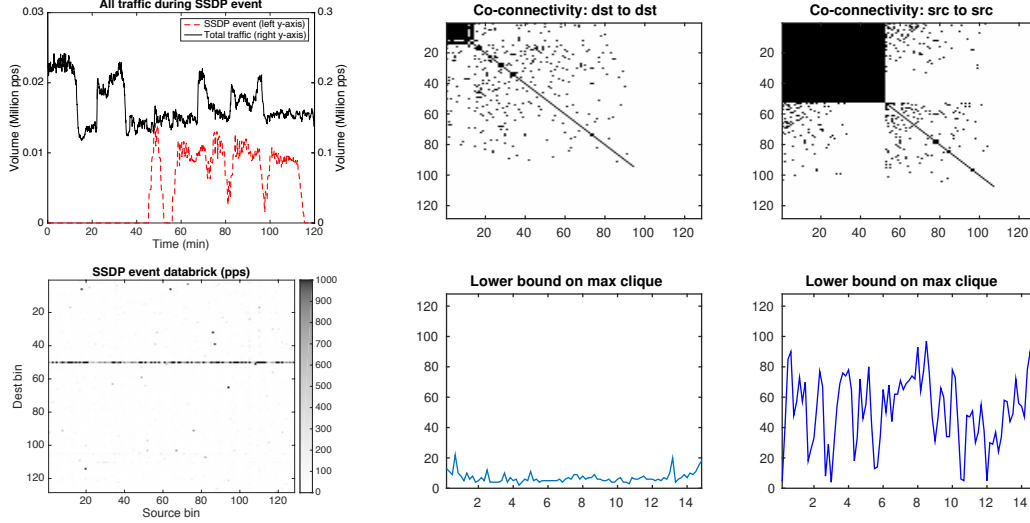 All traffic during SSDP event
0.03
0.02
0.01
0
0.3
0.2
0.1
0
SSDP event (left y-axis)
Total traffic (right y-axis)
Volume (Million pps)
Volume (Million pps)
0 20 40 60 80 100 120
Time (min)
Co-connectivity: dst to dst
20
40
60
80
100
120
20 40 60 80 100 120
Co-connectivity: src to src
20
40
60
80
100
120
20 40 60 80 100 120
SSDP event databrick (pps)
20
40
60
80
100
120
Dest bin
20 40 60 80 100 120
Source bin
1000
900
800
700
600
500
400
300
200
100
0
Lower bound on max clique
120
100
80
60
40
20
0
2 4 6 8 10 12 14
Lower bound on max clique
120
100
80
60
40
20
0
2 4 6 8 10 12 14